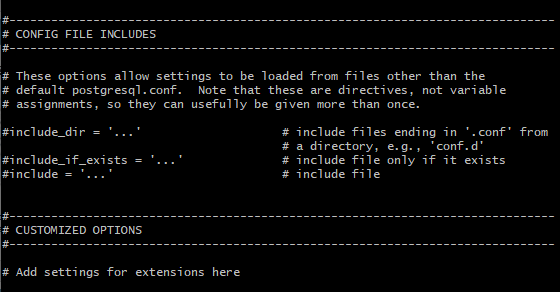 #------------------------------------------------------------------------------
# CONFIG FILE INCLUDES
#------------------------------------------------------------------------------
# These options allow settings to be loaded from files other than the
# default postgresql.conf.  Note that these are directives, not variable
# assignments, so they can usefully be given more than once.
#include_dir = '...'                    # include files ending in '.conf' from
                                        # a directory, e.g., 'conf.d'
#include_if_exists = '...'              # include file only if it exists
#include = '...'                        # include file
#------------------------------------------------------------------------------
# CUSTOMIZED OPTIONS
#------------------------------------------------------------------------------
# Add settings for extensions here